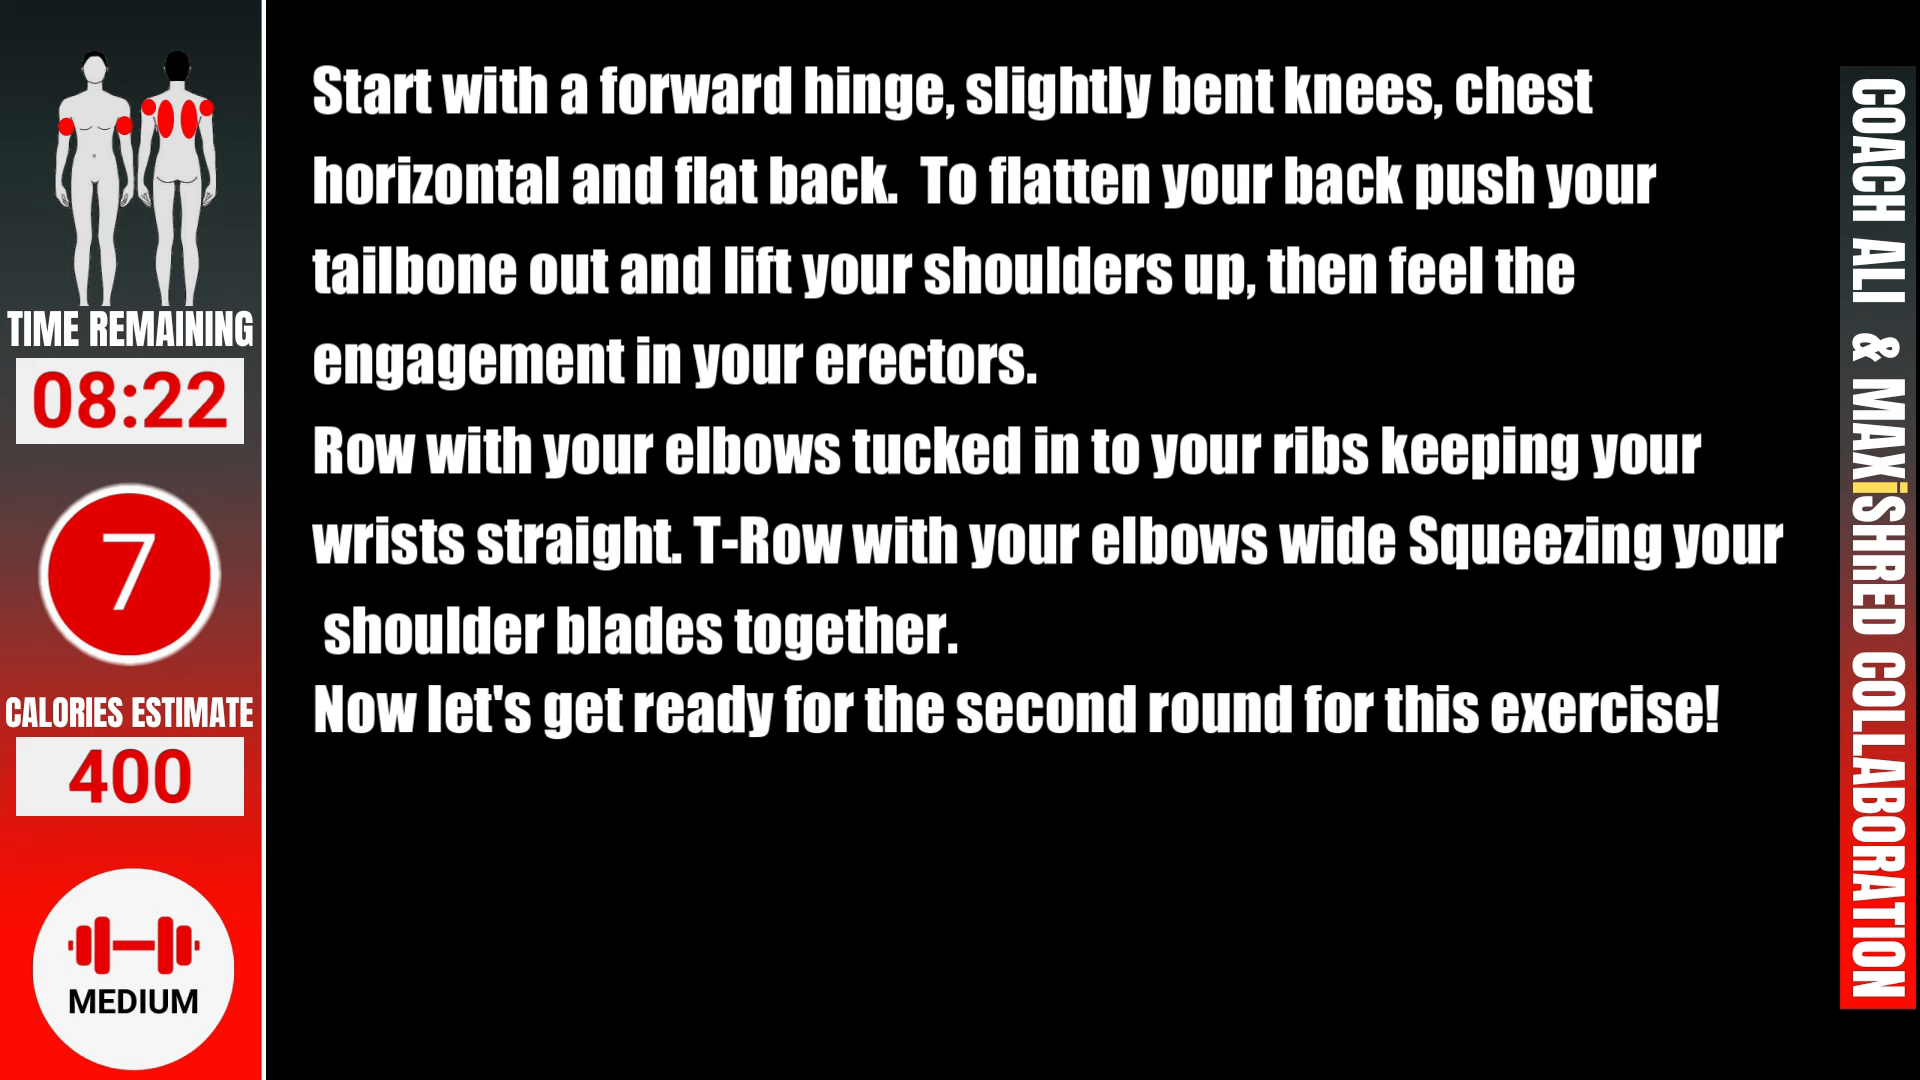 TIME REMAINING
08:22
7
CALORIES ESTIMATE
400
MEDIUM
Start with a forward hinge, slightly bent knees, chest
horizontal and flat back. To flatten your back push your
tailbone out and lift your shoulders up, then feel the
engagement in your erectors.
Row with your elbows tucked in to your ribs keeping your
wrists straight. T-Row with your elbows wide Squeezing your
shoulder blades together.
Now let's get ready for the second round for this exercise!
COACH ALI & MAXiSHRED COLLABORATION